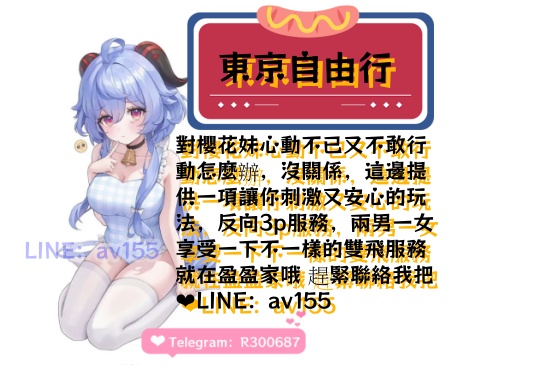 東京自由行
對櫻花妹心動不已又不敢行
動怎麼辦，沒關係，這邊提
供一項讓你刺激又安心的玩
法，反向3p服務，兩男一女
享受一下不一樣的雙飛服務
就在盈盈家哦 趕緊聯絡我把
❤LINE：av155
LINE：av155
Telegram：R300687